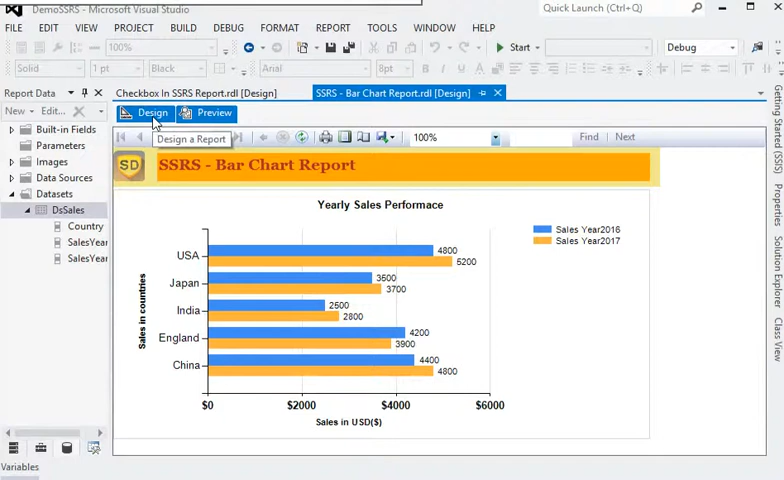 DemoSSRS - Microsoft Visual Studio
Quick Launch (Ctrl+Q)
FILE EDIT VIEW PROJECT BUILD DEBUG FORMAT REPORT TOOLS WINDOW HELP
100% Start Debug
Solid 1 pt Black Arial 8pt
Report Data
Checkbox In SSRS Report.rdl [Design]
SSRS - Bar Chart Report.rdl [Design]
New Edit...
Design Preview
Built-in Fields
Parameters
Images
Data Sources
Datasets
DsSales
Country
SalesYear
SalesYear
Design a Report
100% Find Next
SD SSRS - Bar Chart Report
Yearly Sales Performace
Sales Year2016
Sales Year2017
Sales in countries
USA 4800
5200
Japan 3500
3700
India 2500
2800
England 4200
3900
China 4400
4800
$0 $2000 $4000 $6000
Sales in USD($)
Variables
Getting Started (SSIS)
Properties
Solution Explorer
Class View